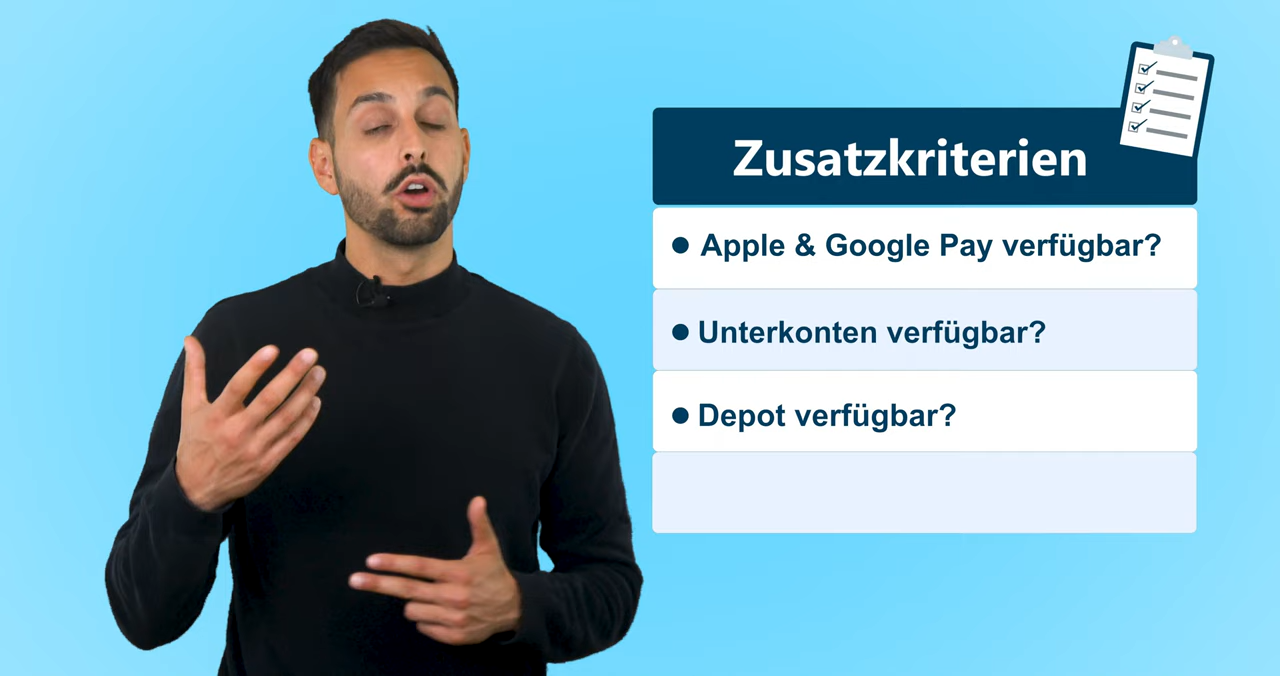 Zusatzkriterien
● Apple & Google Pay verfügbar?
● Unterkonten verfügbar?
● Depot verfügbar?